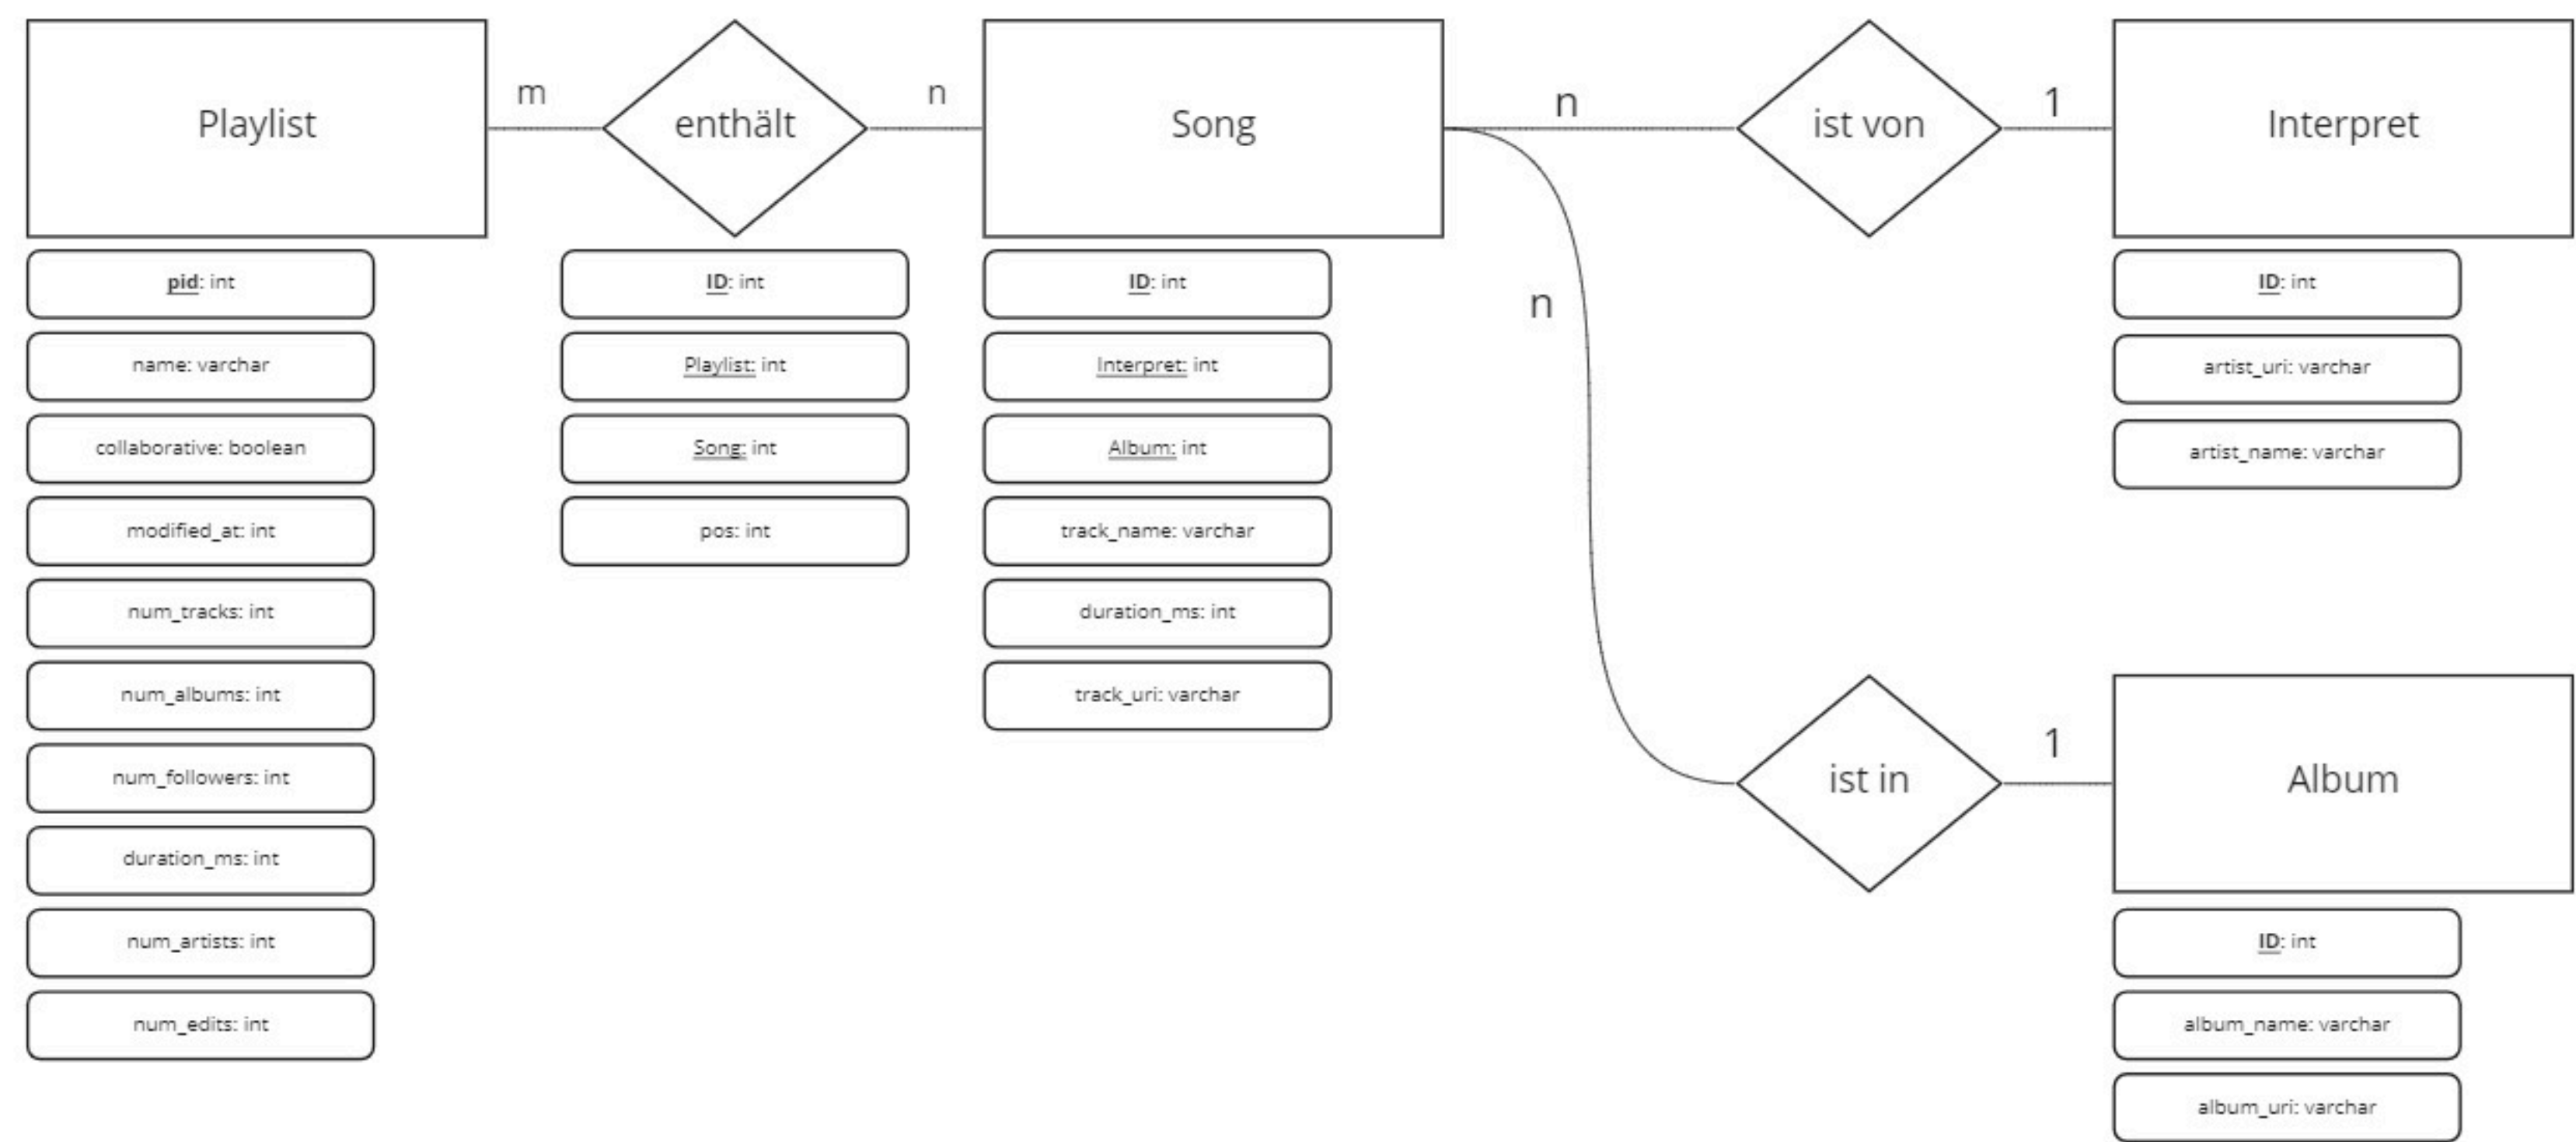 Playlist
m
enthält
n
Song
n
ist von
1
Interpret
pid: int
name: varchar
collaborative: boolean
modified_at: int
num_tracks: int
num_albums: int
num_followers: int
duration_ms: int
num_artists: int
num_edits: int
ID: int
Playlist: int
Song: int
pos: int
ID: int
Interpret: int
Album: int
track_name: varchar
duration_ms: int
track_uri: varchar
n
ID: int
artist_uri: varchar
artist_name: varchar
ist in
1
Album
ID: int
album_name: varchar
album_uri: varchar